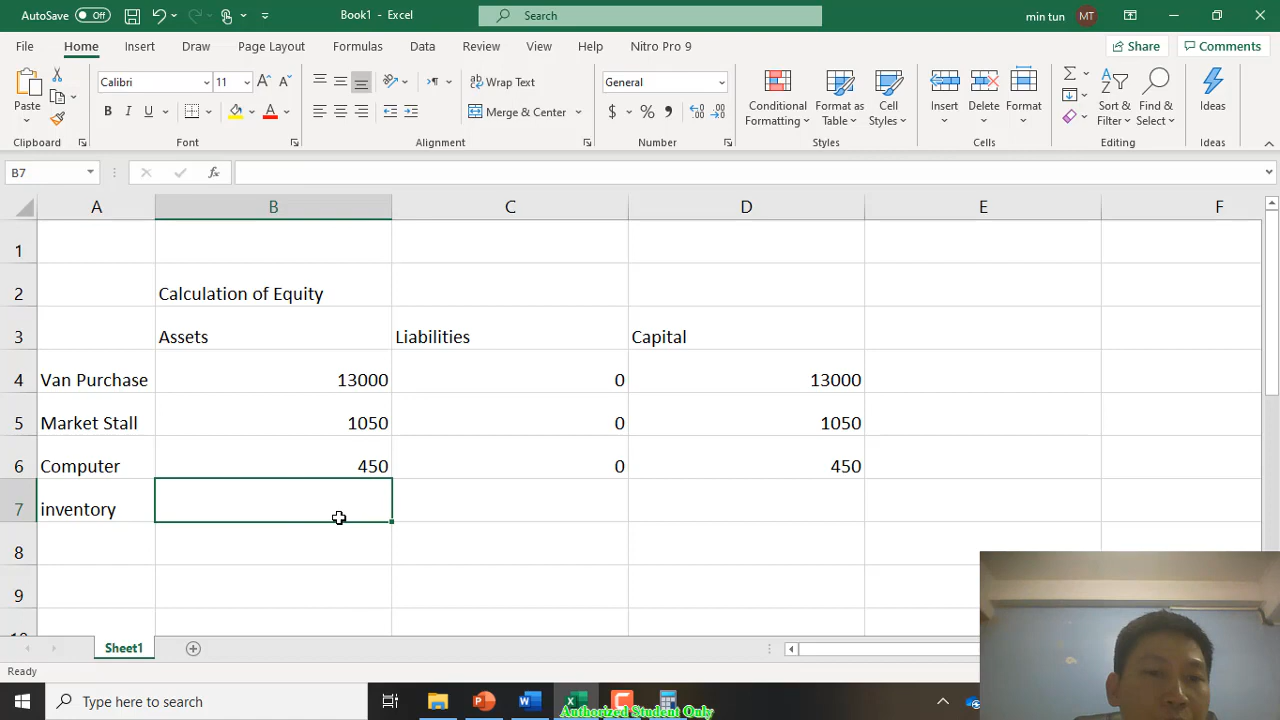 AutoSave Off Book1 - Excel Search min tun MT
File Home Insert Draw Page Layout Formulas Data Review View Help Nitro Pro 9 Share Comments
Paste Calibri 11 Wrap Text General Conditional Formatting Format as Table Cell Styles Insert Delete Format Sort & Filter Find & Select Ideas
B I U Merge & Center $ % ,
Clipboard Font Alignment Number Styles Cells Editing Ideas
B7 fx
A B C D E F
1
2 Calculation of Equity
3 Assets Liabilities Capital
4 Van Purchase 13000 0 13000
5 Market Stall 1050 0 1050
6 Computer 450 0 450
7 inventory
8
9
10
Sheet1
Ready
Type here to search
Authorized Student Only